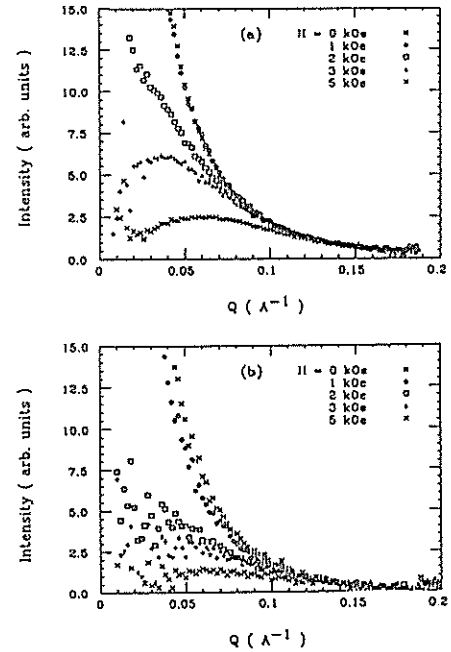 15.0
(a)
H = 0 kOe
1 kOe
12.5
2 kOe
3 kOe
10.0
5 kOe
7.5
5.0
2.5
0.0
0 0.05 0.1 0.15 0.2
Q ( Å⁻¹ )
Intensity ( arb. units )
15.0
(b)
H = 0 kOe
1 kOe
12.5
2 kOe
3 kOe
10.0
5 kOe
7.5
5.0
2.5
0.0
0 0.05 0.1 0.15 0.2
Q ( Å⁻¹ )
Intensity ( arb. units )